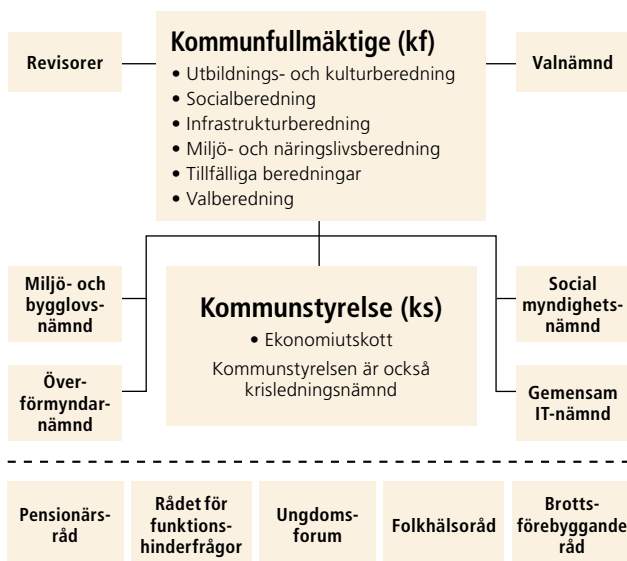 Revisorer
Kommunfullmäktige (kf)
• Utbildnings- och kulturberedning
• Socialberedning
• Infrastrukturberedning
• Miljö- och näringslivsberedning
• Tillfälliga beredningar
• Valberedning
Valnämnd
Miljö- och
bygglovs-
nämnd
Över-
förmyndar-
nämnd
Kommunstyrelse (ks)
• Ekonomiutskott
Kommunstyrelsen är också
krisledningsnämnd
Social
myndighets-
nämnd
Gemensam
IT-nämnd
Pensionärs-
råd
Rådet för
funktions-
hinderfrågor
Ungdoms-
forum
Folkhälsoråd
Brotts-
förebyggande
råd